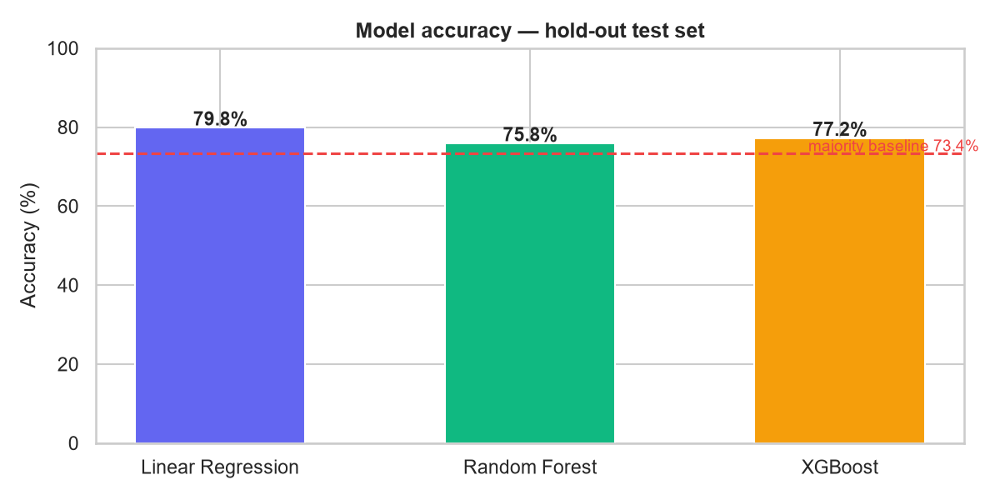 Model accuracy — hold-out test set
100
80
60
40
20
0
Accuracy (%)
79.8%
75.8%
77.2%
majority baseline 73.4%
Linear Regression
Random Forest
XGBoost